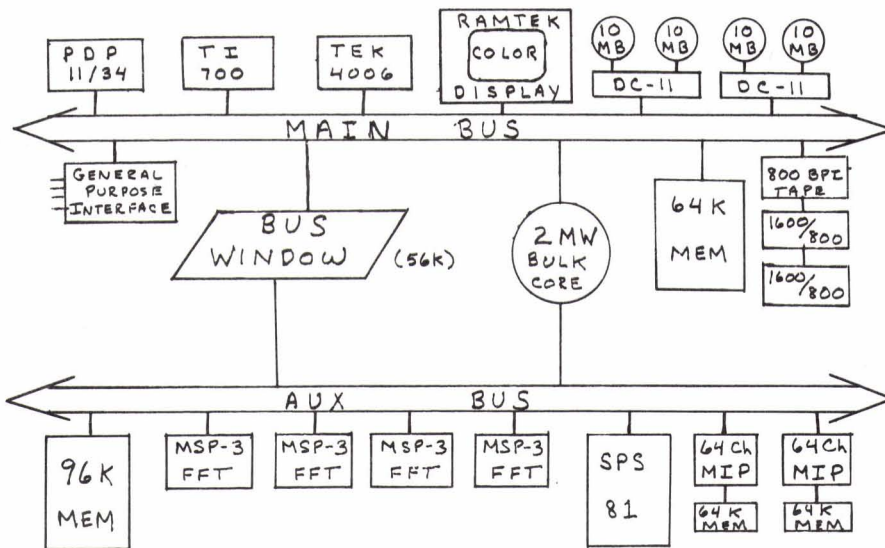 PDP
11/34
TI
700
TEK
4006
RAMTEK
COLOR
DISPLAY
10
MB
10
MB
DC-11
10
MB
10
MB
DC-11
MAIN BUS
GENERAL
PURPOSE
INTERFACE
BUS
WINDOW
(56K)
2 MW
BULK
CORE
64K
MEM
800 BPI
TAPE
1600/800
1600/800
AUX BUS
96K
MEM
MSP-3
FFT
MSP-3
FFT
MSP-3
FFT
MSP-3
FFT
SPS
81
64Ch
MIP
64K
MEM
64Ch
MIP
64K
MEM